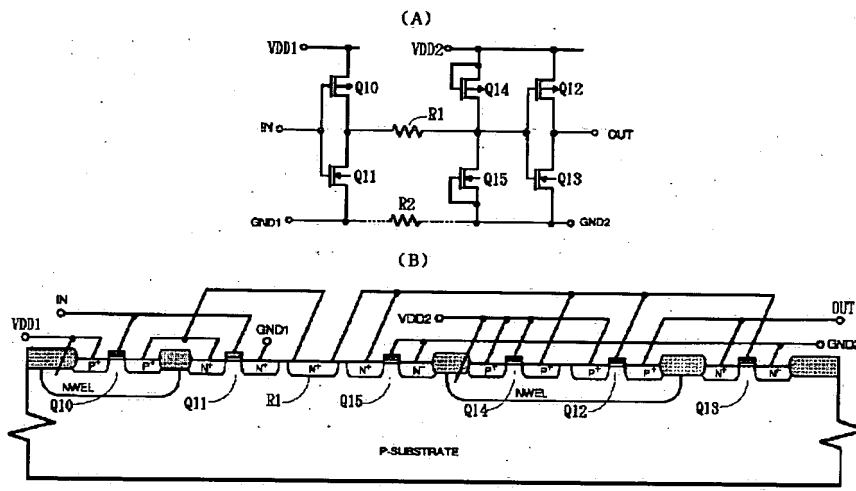 (A)
VDD1 VDD2
Q10 Q14 Q12
R1
IN OUT
Q11 Q15 Q13
R2
GND1 GND2
(B)
IN
OUT
VDD1 GND1 VDD2
P+ P+ N+ N+ N+ N+ P+ P+ P+ P+ N+ N+
NWEL NWEL
Q10 Q11 R1 Q15 Q14 Q12 Q13
P-SUBSTRATE